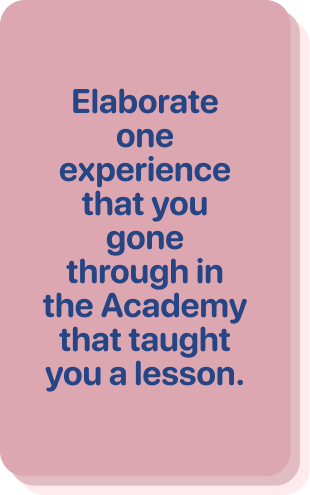 Elaborate
one
experience
that you
gone
through in
the Academy
that taught
you a lesson.